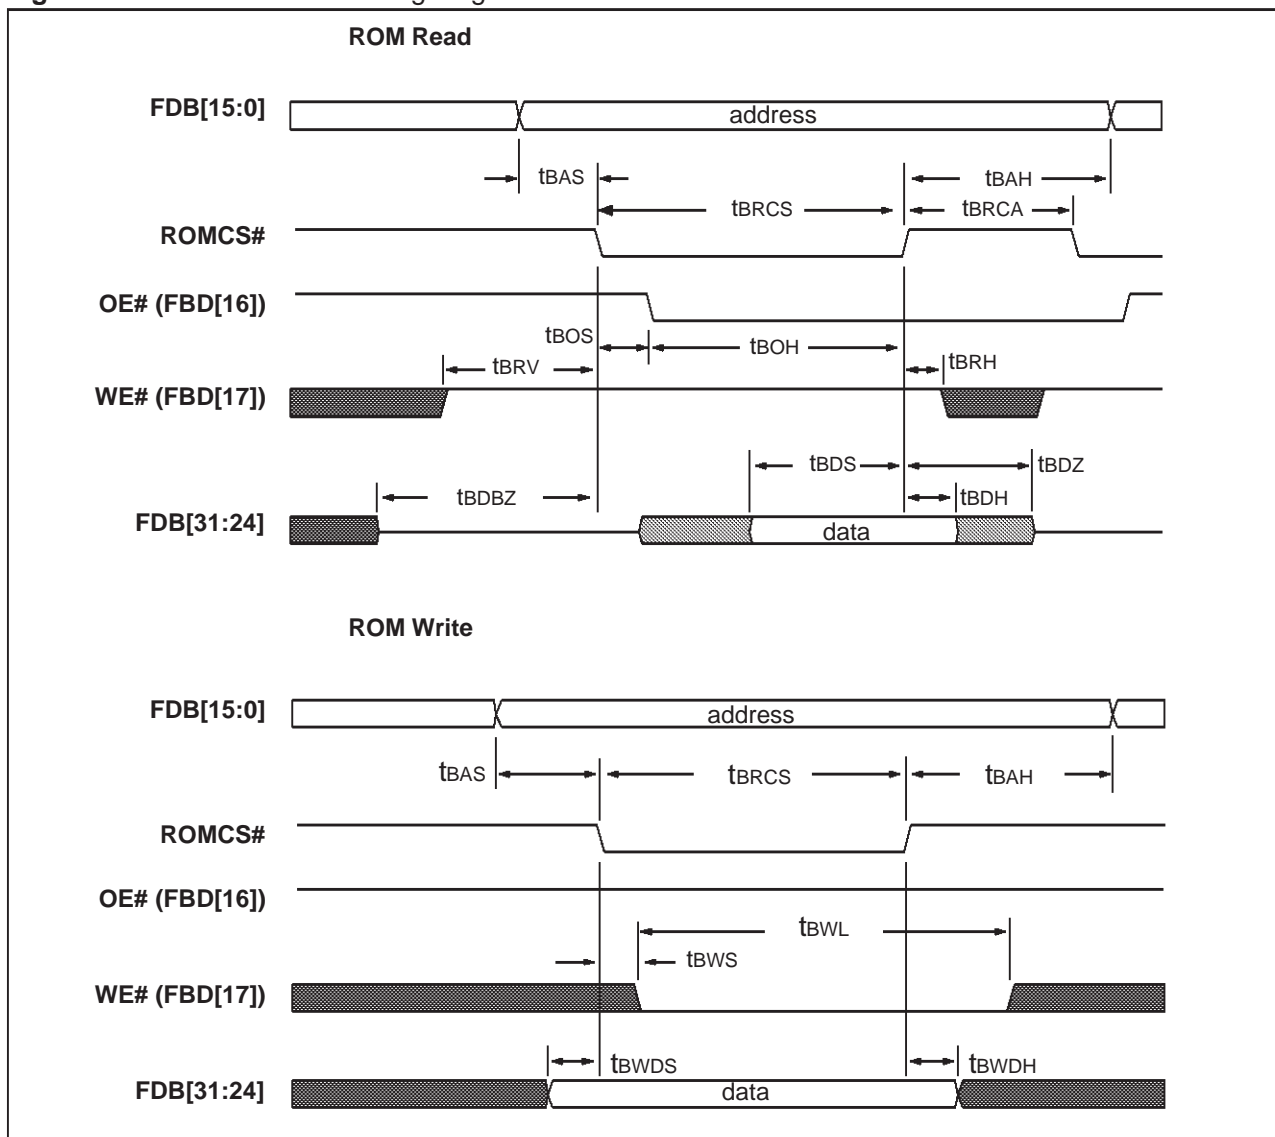 ROM Read
FDB[15:0]
address
tBAS
tBAH
tBRCS
tBRCA
ROMCS#
OE# (FBD[16])
tBOS
tBOH
tBRV
tBRH
WE# (FBD[17])
tBDS
tBDZ
tBDBZ
tBDH
FDB[31:24]
data
ROM Write
FDB[15:0]
address
tBAS
tBRCS
tBAH
ROMCS#
OE# (FBD[16])
tBWL
tBWS
WE# (FBD[17])
tBWDS
tBWDH
FDB[31:24]
data